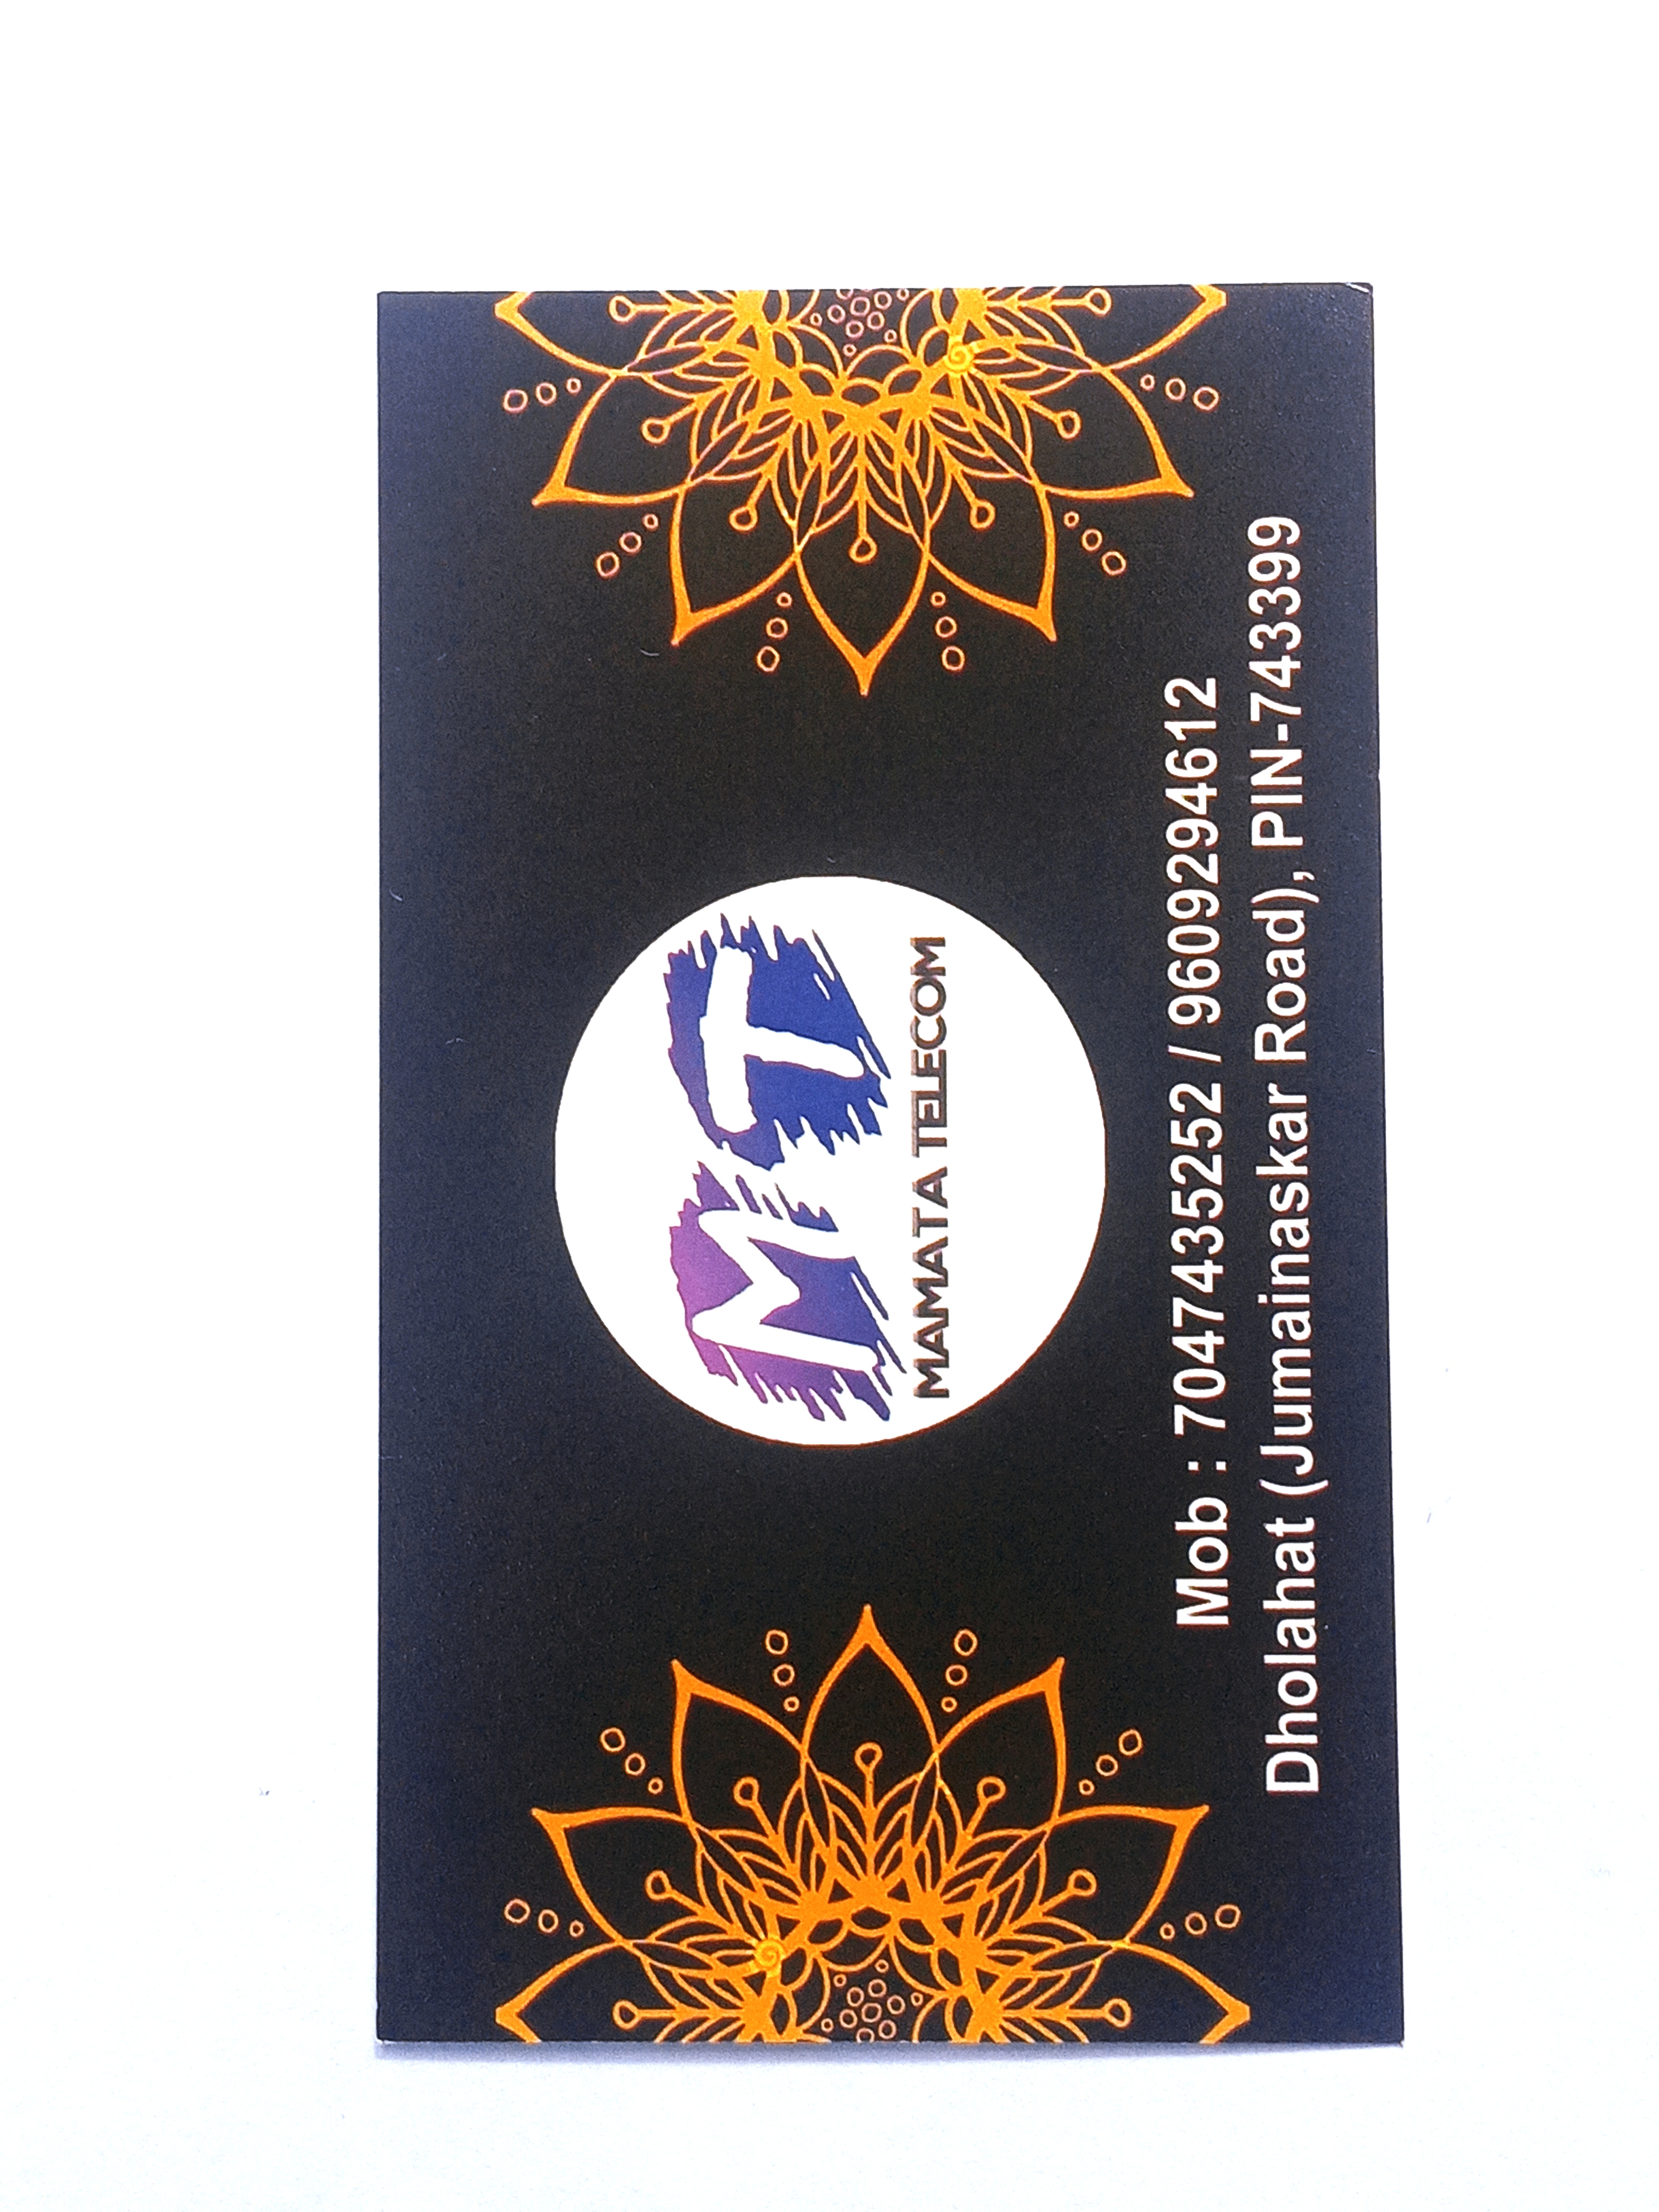 MT
MAMATA TELECOM
Mob : 7047435252 / 9609294612
Dholahat (Jumainaskar Road), PIN-743399